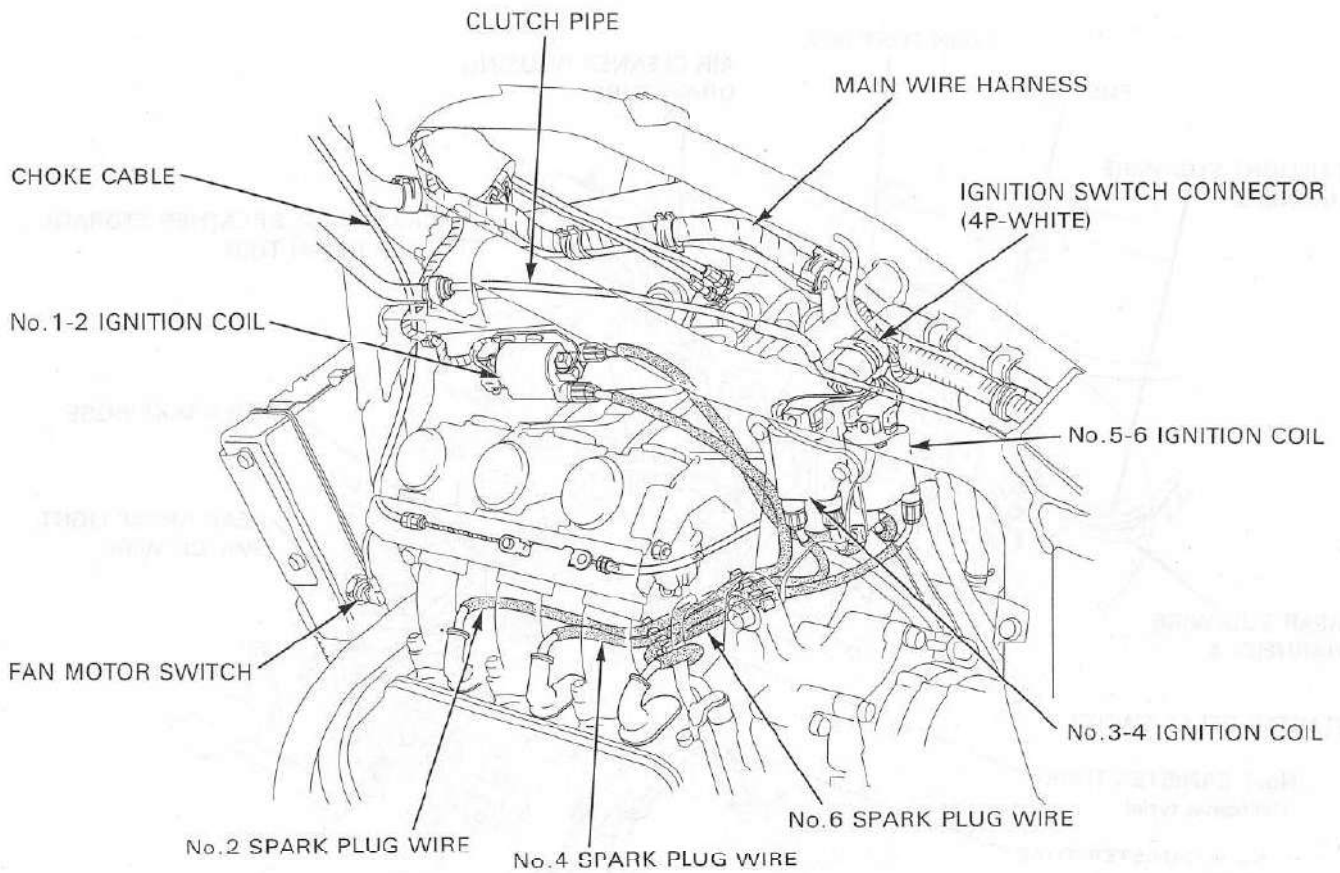 CLUTCH PIPE
MAIN WIRE HARNESS
CHOKE CABLE
IGNITION SWITCH CONNECTOR
(4P-WHITE)
No.1-2 IGNITION COIL
No.5-6 IGNITION COIL
FAN MOTOR SWITCH
No.3-4 IGNITION COIL
No.6 SPARK PLUG WIRE
No.2 SPARK PLUG WIRE
No.4 SPARK PLUG WIRE